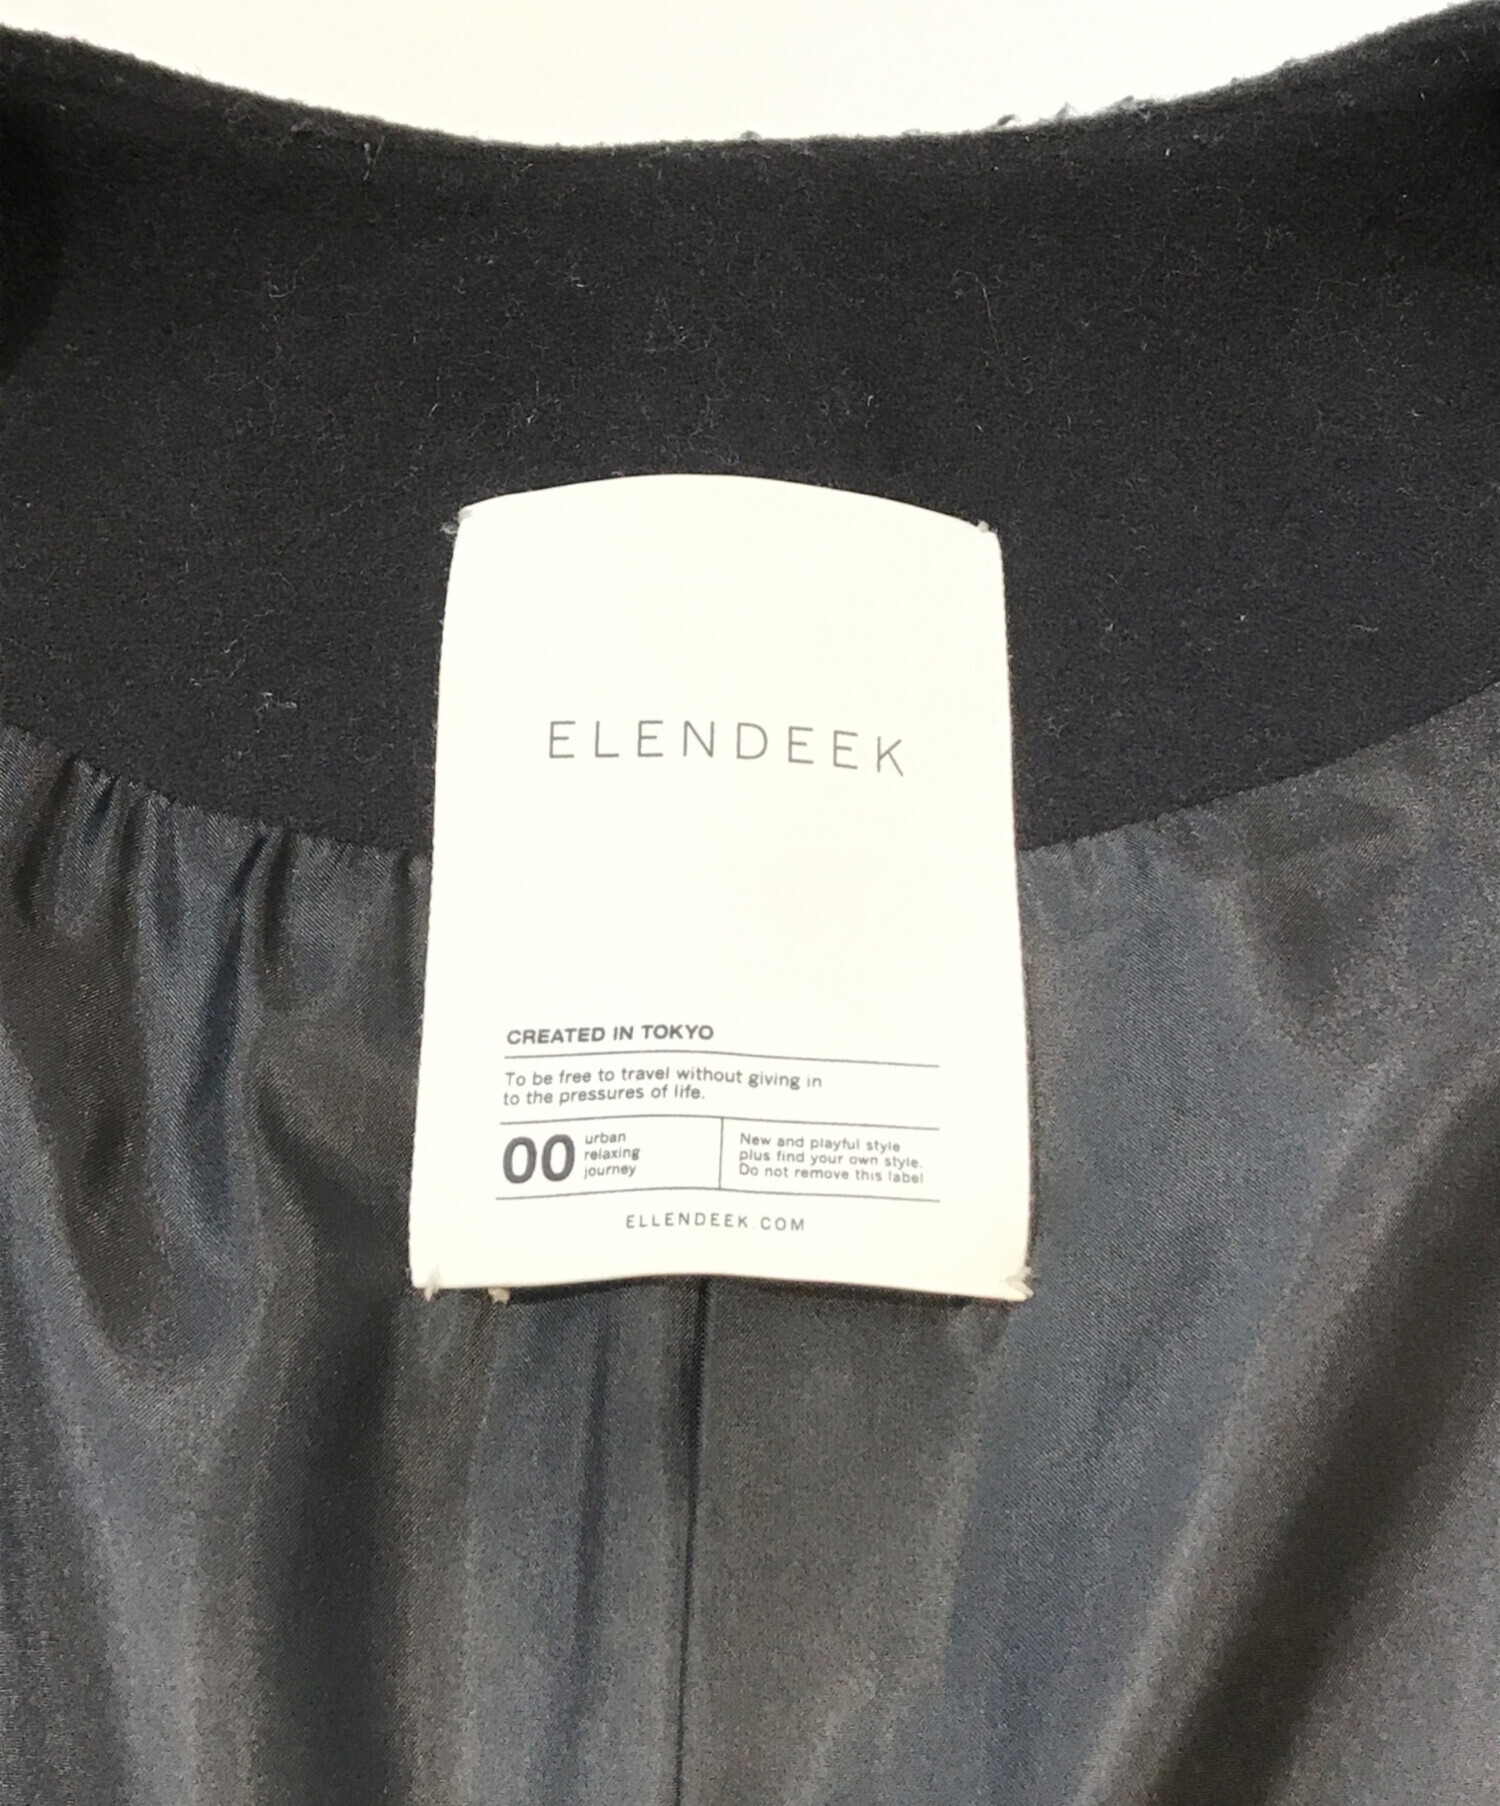 ELENDEEK
CREATED IN TOKYO
To be free to travel without giving in
to the pressures of life.
00
urban
relaxing
journey
New and playful style
plus find your own style.
Do not remove this label
ELLENDEEK.COM